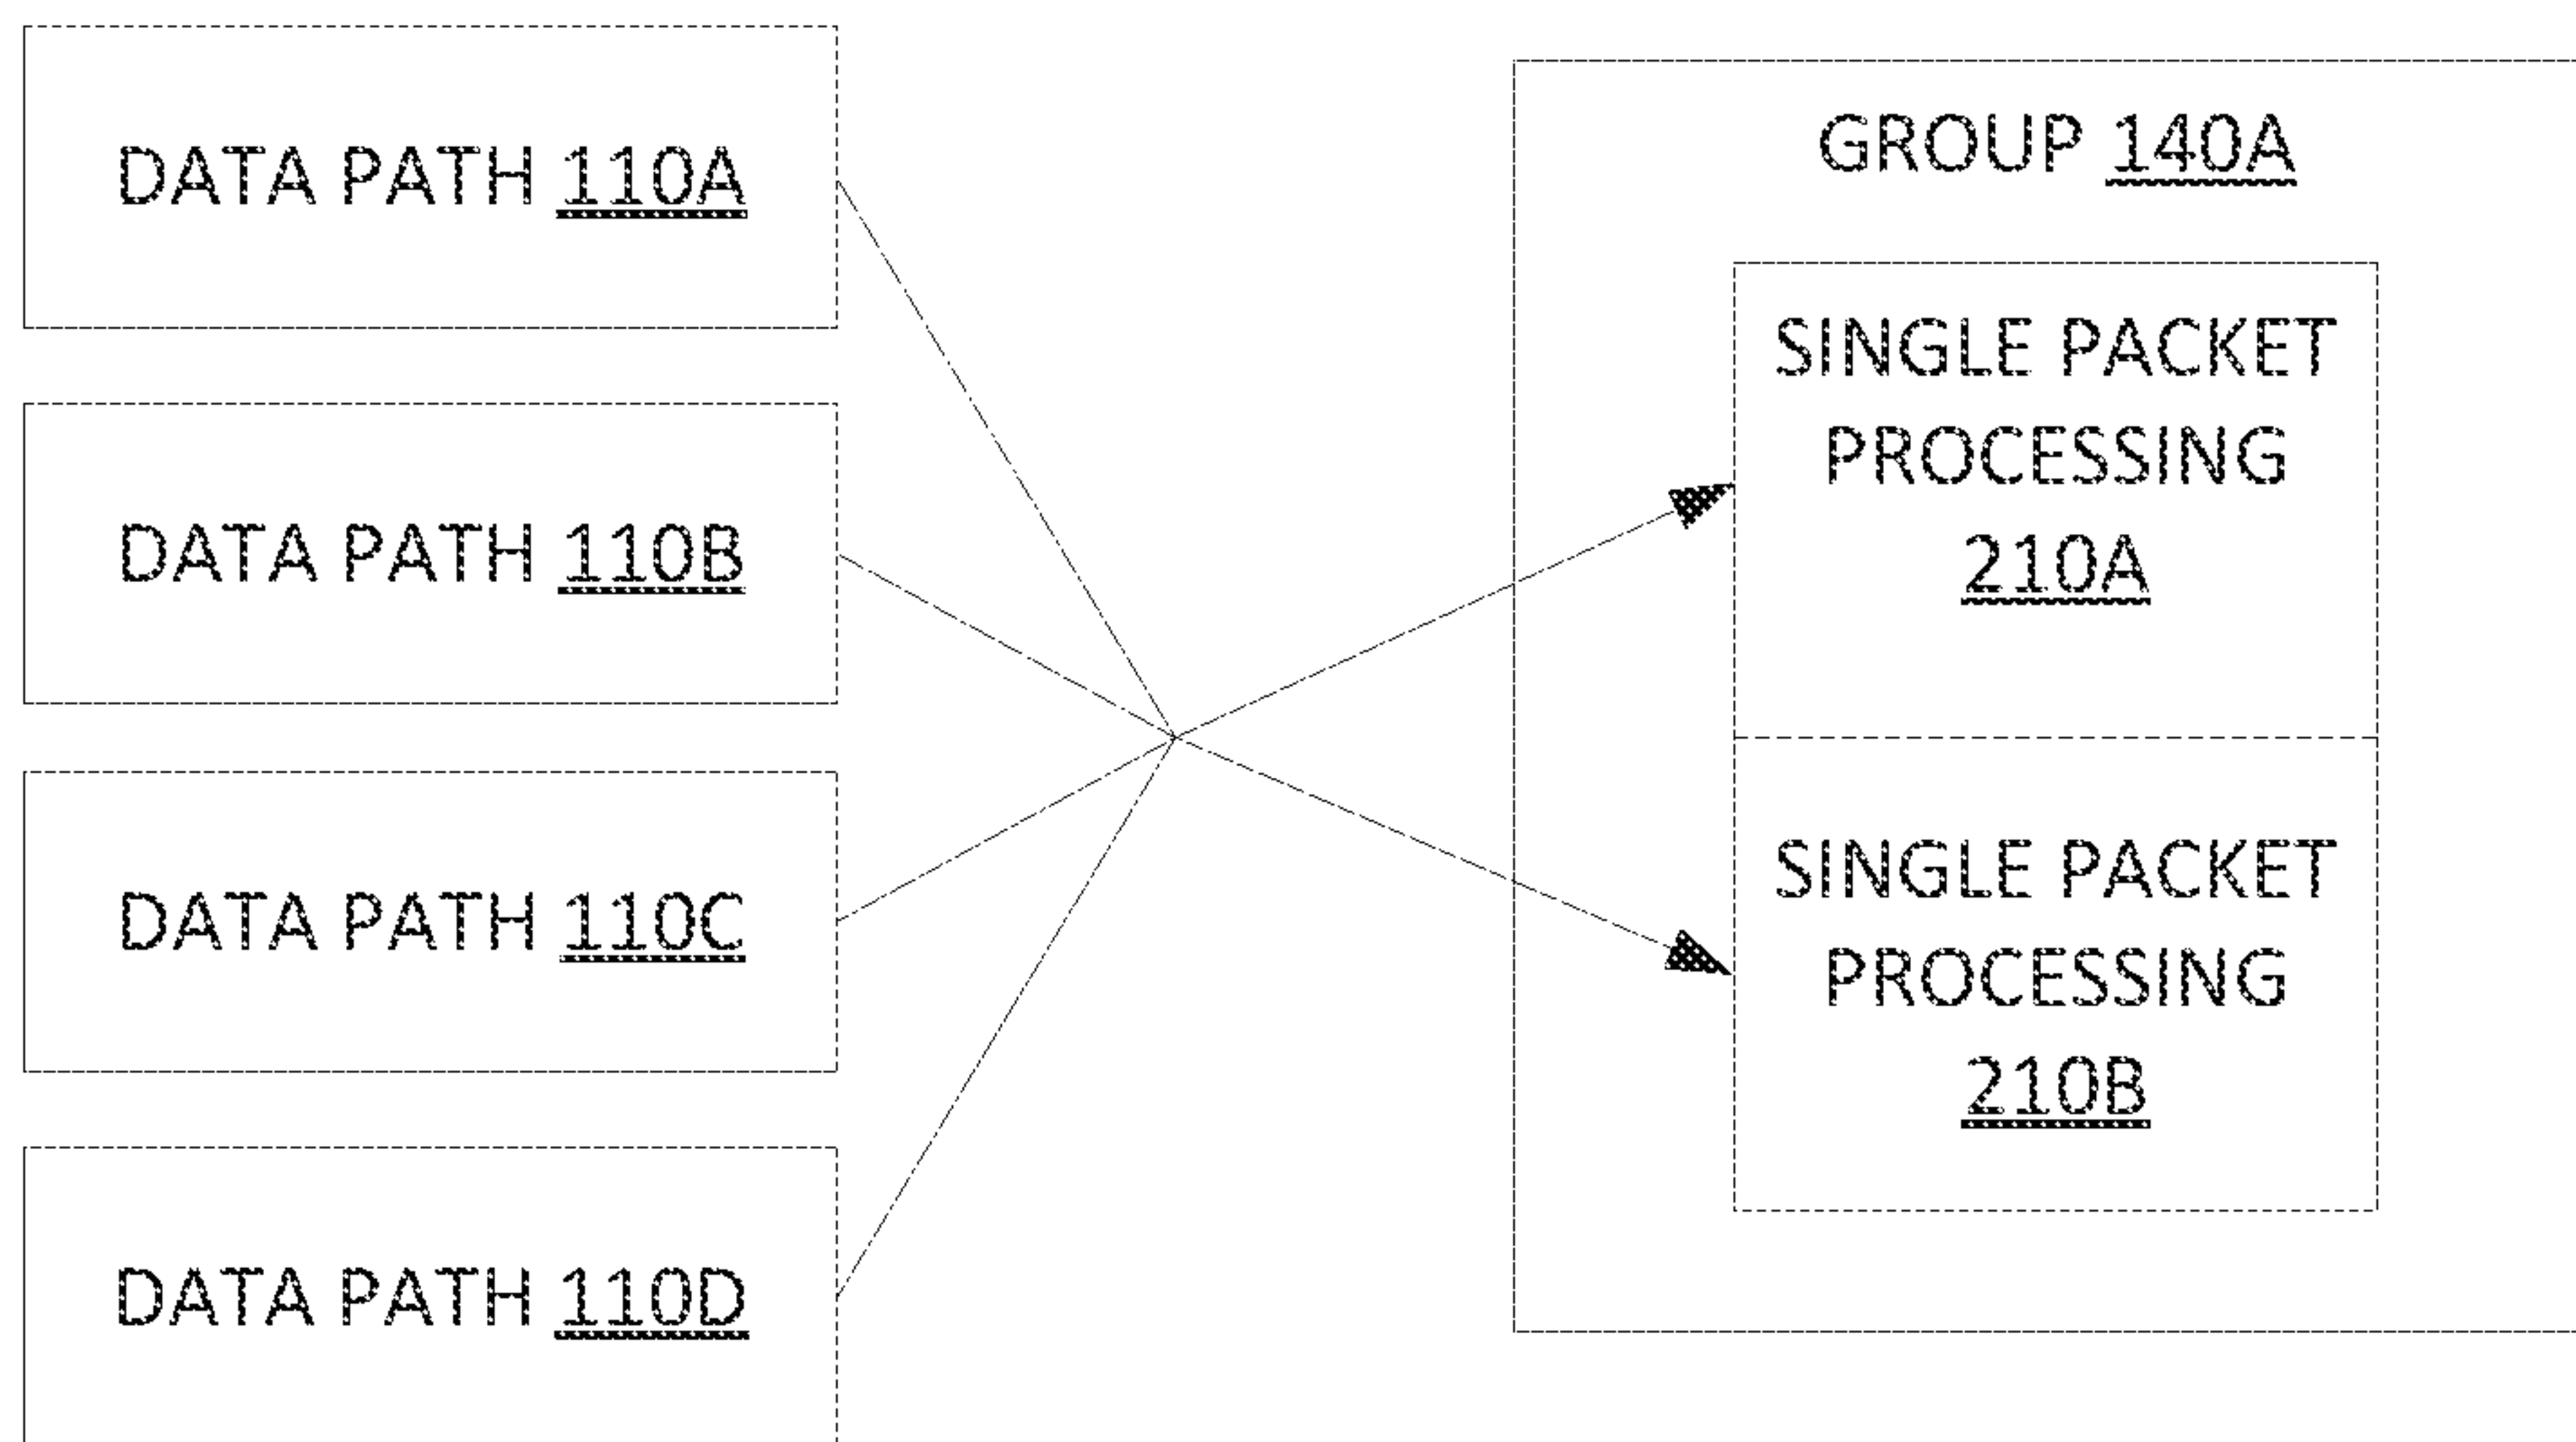 DATA PATH 110A
DATA PATH 110B
DATA PATH 110C
DATA PATH 110D
GROUP 140A
SINGLE PACKET
PROCESSING
210A
SINGLE PACKET
PROCESSING
210B